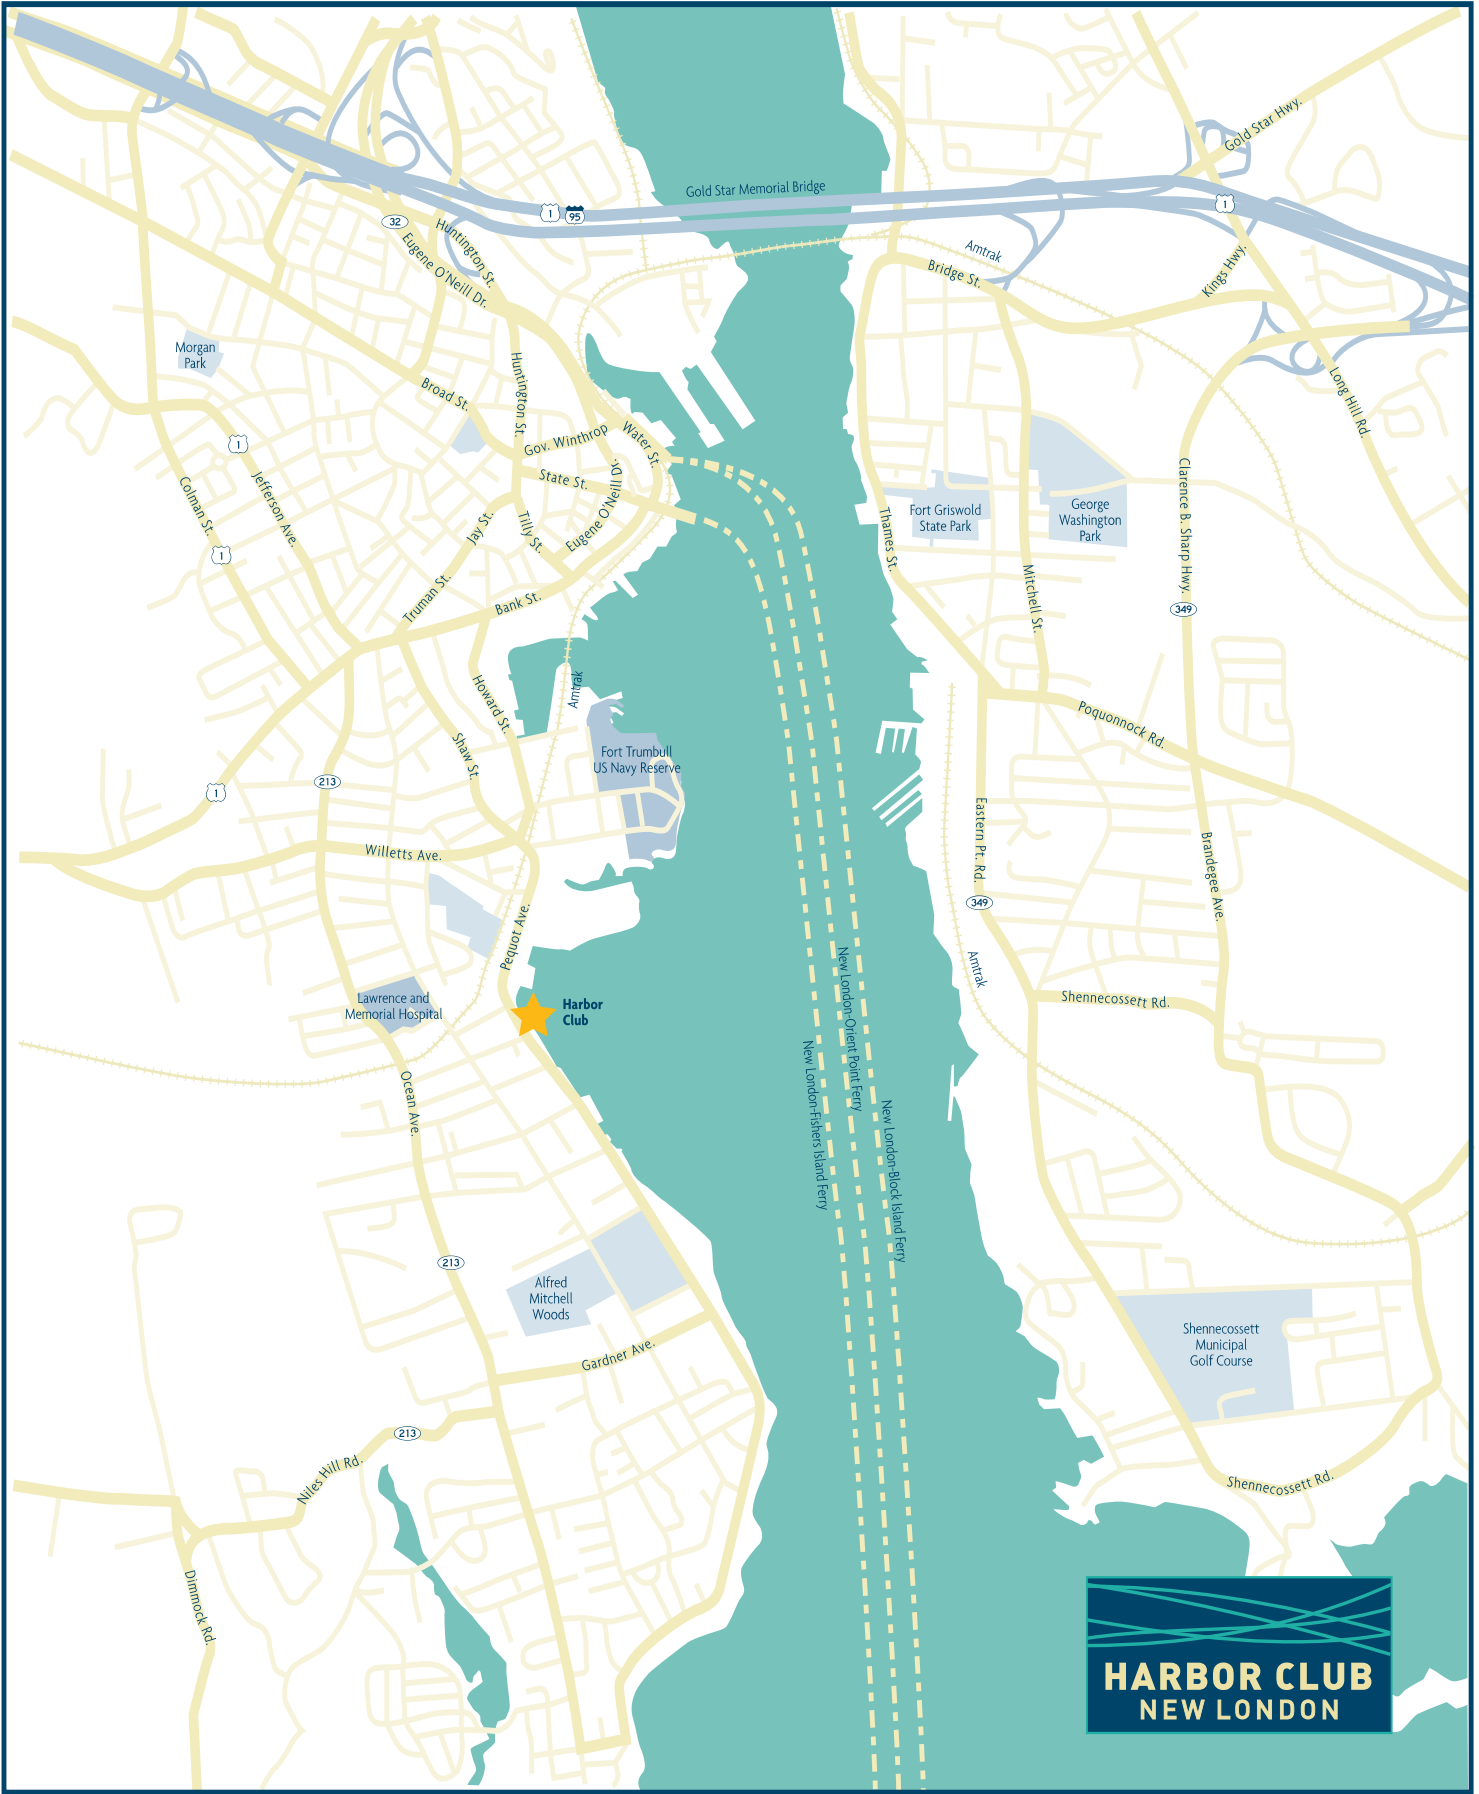 Gold Star Hwy.
Gold Star Memorial Bridge
1
95
1
32
Huntington St.
Eugene O'Neill Dr.
Amtrak
Bridge St.
Kings Hwy.
Morgan
Park
Huntington St.
Broad St.
Long Hill Rd.
Gov. Winthrop
Water St.
1
Jefferson Ave.
Colman St.
State St.
Eugene O'Neill Dr.
Clarence B. Sharp Hwy.
Fort Griswold
State Park
George
Washington
Park
Thames St.
Jay St.
Tilly St.
1
Mitchell St.
Truman St.
Bank St.
349
Amtrak
Howard St.
Poquonnock Rd.
Shaw St.
Fort Trumbull
US Navy Reserve
213
1
Eastern Pt. Rd.
Willetts Ave.
Brandegee Ave.
349
Pequot Ave.
Amtrak
Lawrence and
Memorial Hospital
Harbor
Club
Shennecossett Rd.
New London-Orient Point Ferry
New London-Fishers Island Ferry
New London-Block Island Ferry
Ocean Ave.
213
Alfred
Mitchell
Woods
Gardner Ave.
Shennecossett
Municipal
Golf Course
213
Niles Hill Rd.
Shennecossett Rd.
Dimmock Rd.
HARBOR CLUB
NEW LONDON